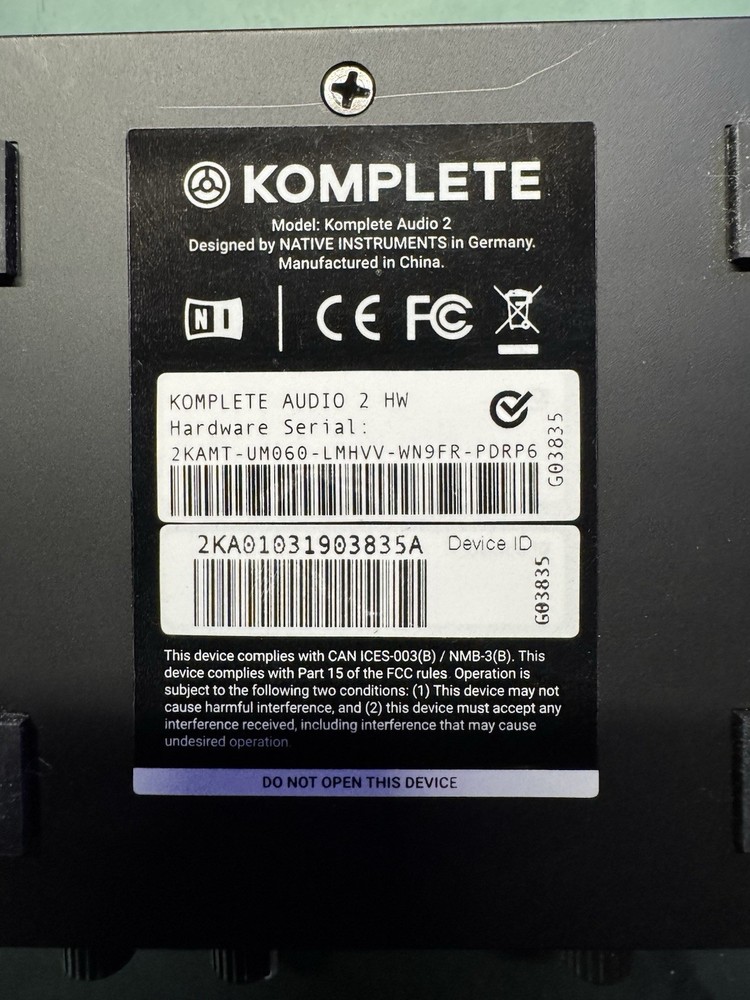 KOMPLETE
Model: Komplete Audio 2
Designed by NATIVE INSTRUMENTS in Germany.
Manufactured in China.
NI CE FC
KOMPLETE AUDIO 2 HW
Hardware Serial:
2KAMT-UM060-LMHVV-WN9FR-PDRP6
G03835
2KA01031903835A Device ID
G03835
This device complies with CAN ICES-003(B) / NMB-3(B). This
device complies with Part 15 of the FCC rules. Operation is
subject to the following two conditions: (1) This device may not
cause harmful interference, and (2) this device must accept any
interference received, including interference that may cause
undesired operation.
DO NOT OPEN THIS DEVICE